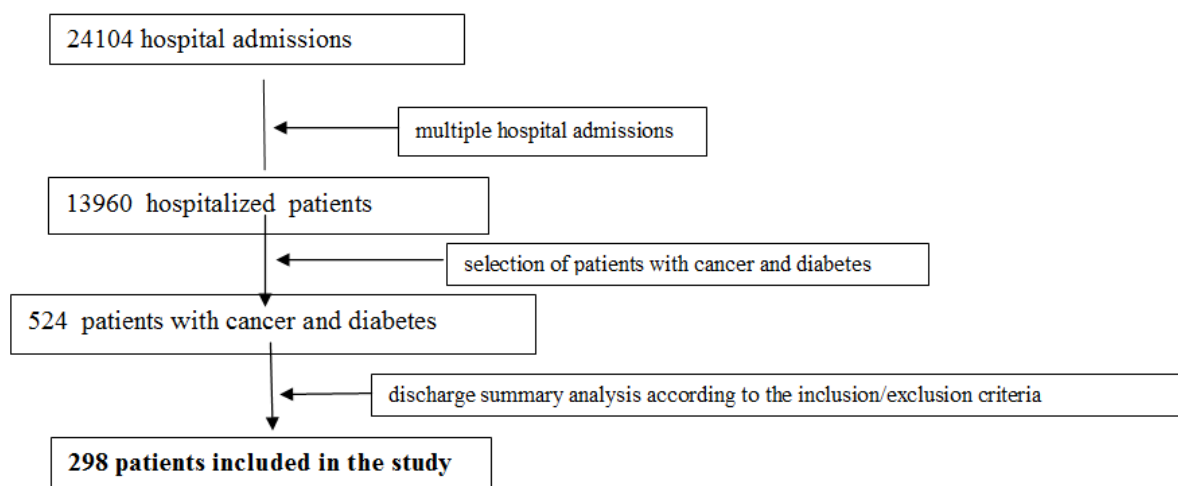 24104 hospital admissions
multiple hospital admissions
13960 hospitalized patients
selection of patients with cancer and diabetes
524 patients with cancer and diabetes
discharge summary analysis according to the inclusion/exclusion criteria
298 patients included in the study